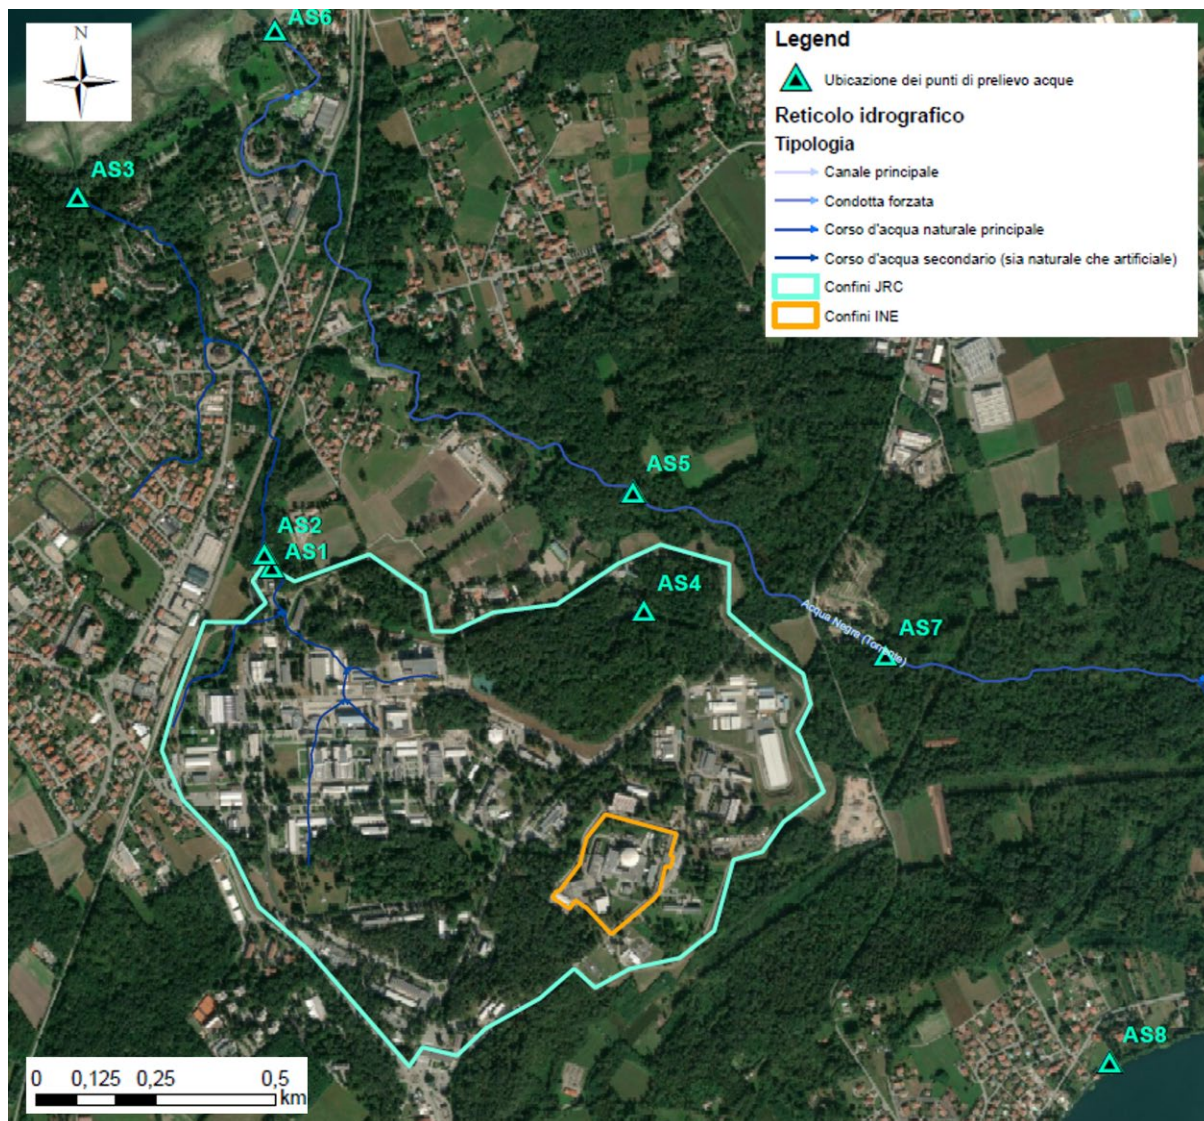 AS6
N
Legend
Ubicazione dei punti di prelievo acque
Reticolo idrografico
Tipologia
Canale principale
Condotta forzata
Corso d'acqua naturale principale
Corso d'acqua secondario (sia naturale che artificiale)
Confini JRC
Confini INE
AS3
AS5
AS2
AS1
AS4
Acqua Negra (Torrente)
AS7
AS8
0 0,125 0,25 0,5
km